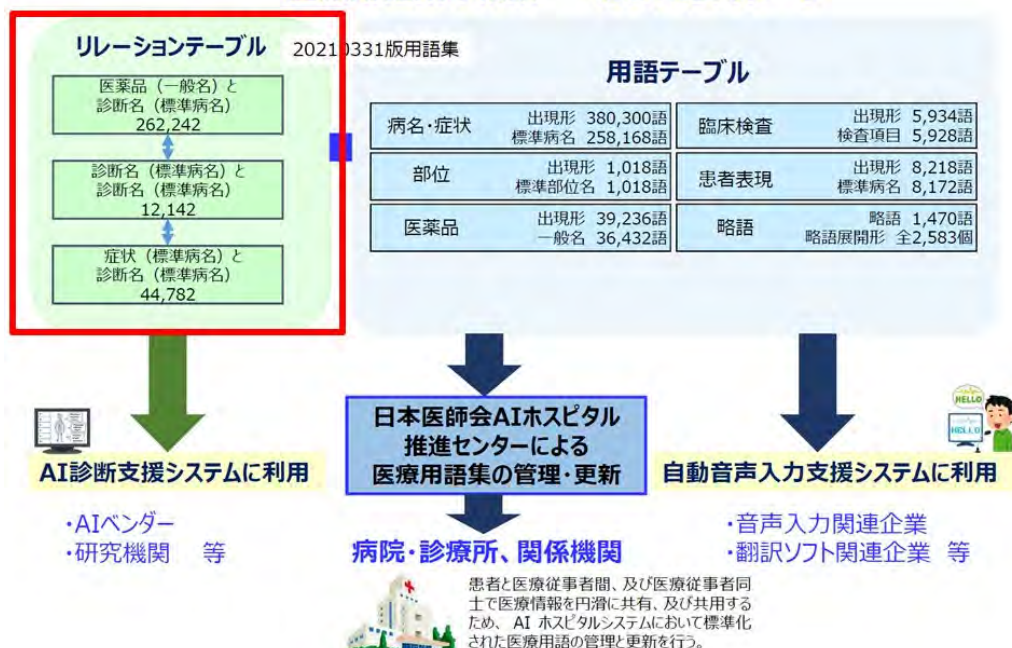 リレーションテーブル
20210331版用語集
医薬品（一般名）と
診断名（標準病名）
262,242
診断名（標準病名）と
診断名（標準病名）
12,142
症状（標準病名）と
診断名（標準病名）
44,782
用語テーブル
病名・症状 出現形 380,300語
標準病名 258,168語
臨床検査 出現形 5,934語
検査項目 5,928語
部位 出現形 1,018語
標準部位名 1,018語
患者表現 出現形 8,218語
標準病名 8,172語
医薬品 出現形 39,236語
一般名 36,432語
略語 略語 1,470語
略語展開形 全2,583個
AI診断支援システムに利用
・AIベンダー
・研究機関 等
日本医師会AIホスピタル
推進センターによる
医療用語集の管理・更新
病院・診療所、関係機関
患者と医療従事者間、及び医療従事者同
士で医療情報を円滑に共有、及び共用する
ため、 AI ホスピタルシステムにおいて標準化
された医療用語の管理と更新を行う。
HELLO
HELLO
自動音声入力支援システムに利用
・音声入力関連企業
・翻訳ソフト関連企業 等